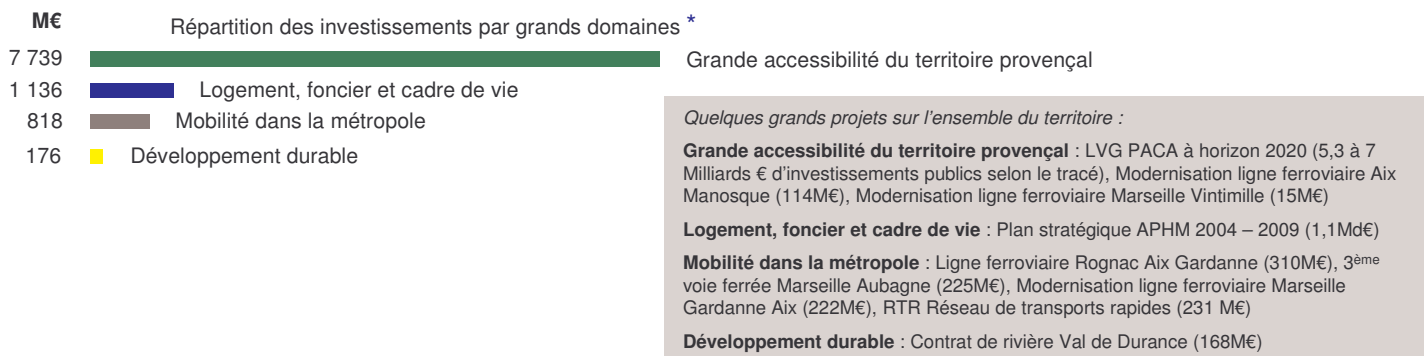 M€
Répartition des investissements par grands domaines *
7 739 Grande accessibilité du territoire provençal
1 136 Logement, foncier et cadre de vie
818 Mobilité dans la métropole
176 Développement durable
Quelques grands projets sur l'ensemble du territoire :
Grande accessibilité du territoire provençal : LVG PACA à horizon 2020 (5,3 à 7
Milliards € d'investissements publics selon le tracé), Modernisation ligne ferroviaire Aix
Manosque (114M€), Modernisation ligne ferroviaire Marseille Vintimille (15M€)
Logement, foncier et cadre de vie : Plan stratégique APHM 2004 – 2009 (1,1Md€)
Mobilité dans la métropole : Ligne ferroviaire Rognac Aix Gardanne (310M€), 3ème
voie ferrée Marseille Aubagne (225M€), Modernisation ligne ferroviaire Marseille
Gardanne Aix (222M€), RTR Réseau de transports rapides (231 M€)
Développement durable : Contrat de rivière Val de Durance (168M€)